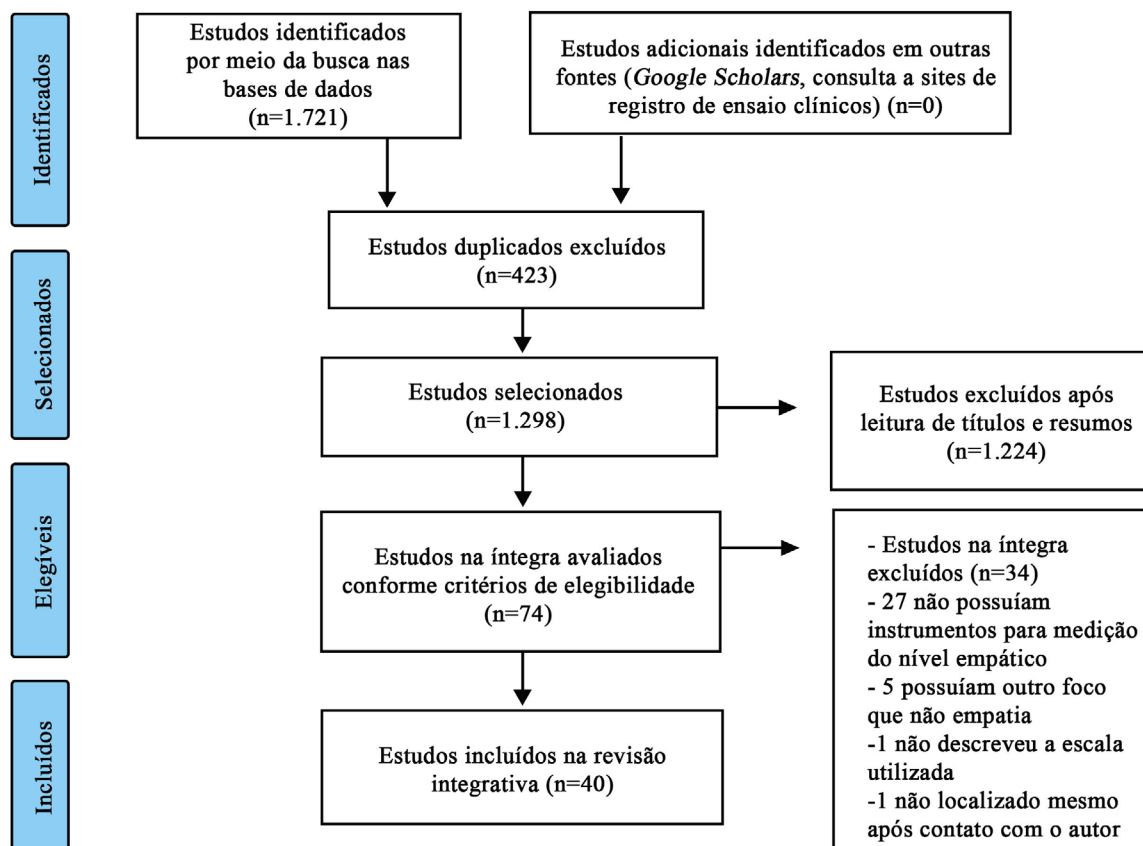 Identificados
Estudos identificados
por meio da busca nas
bases de dados
(n=1.721)
Estudos adicionais identificados em outras
fontes (Google Scholars, consulta a sites de
registro de ensaio clínicos) (n=0)
Estudos duplicados excluídos
(n=423)
Selecionados
Estudos selecionados
(n=1.298)
Estudos excluídos após
leitura de títulos e resumos
(n=1.224)
Elegíveis
Estudos na íntegra avaliados
conforme critérios de elegibilidade
(n=74)
- Estudos na íntegra
excluídos (n=34)
- 27 não possuíam
instrumentos para medição
do nível empático
- 5 possuíam outro foco
que não empatia
-1 não descreveu a escala
utilizada
-1 não localizado mesmo
após contato com o autor
Incluídos
Estudos incluídos na revisão
integrativa (n=40)